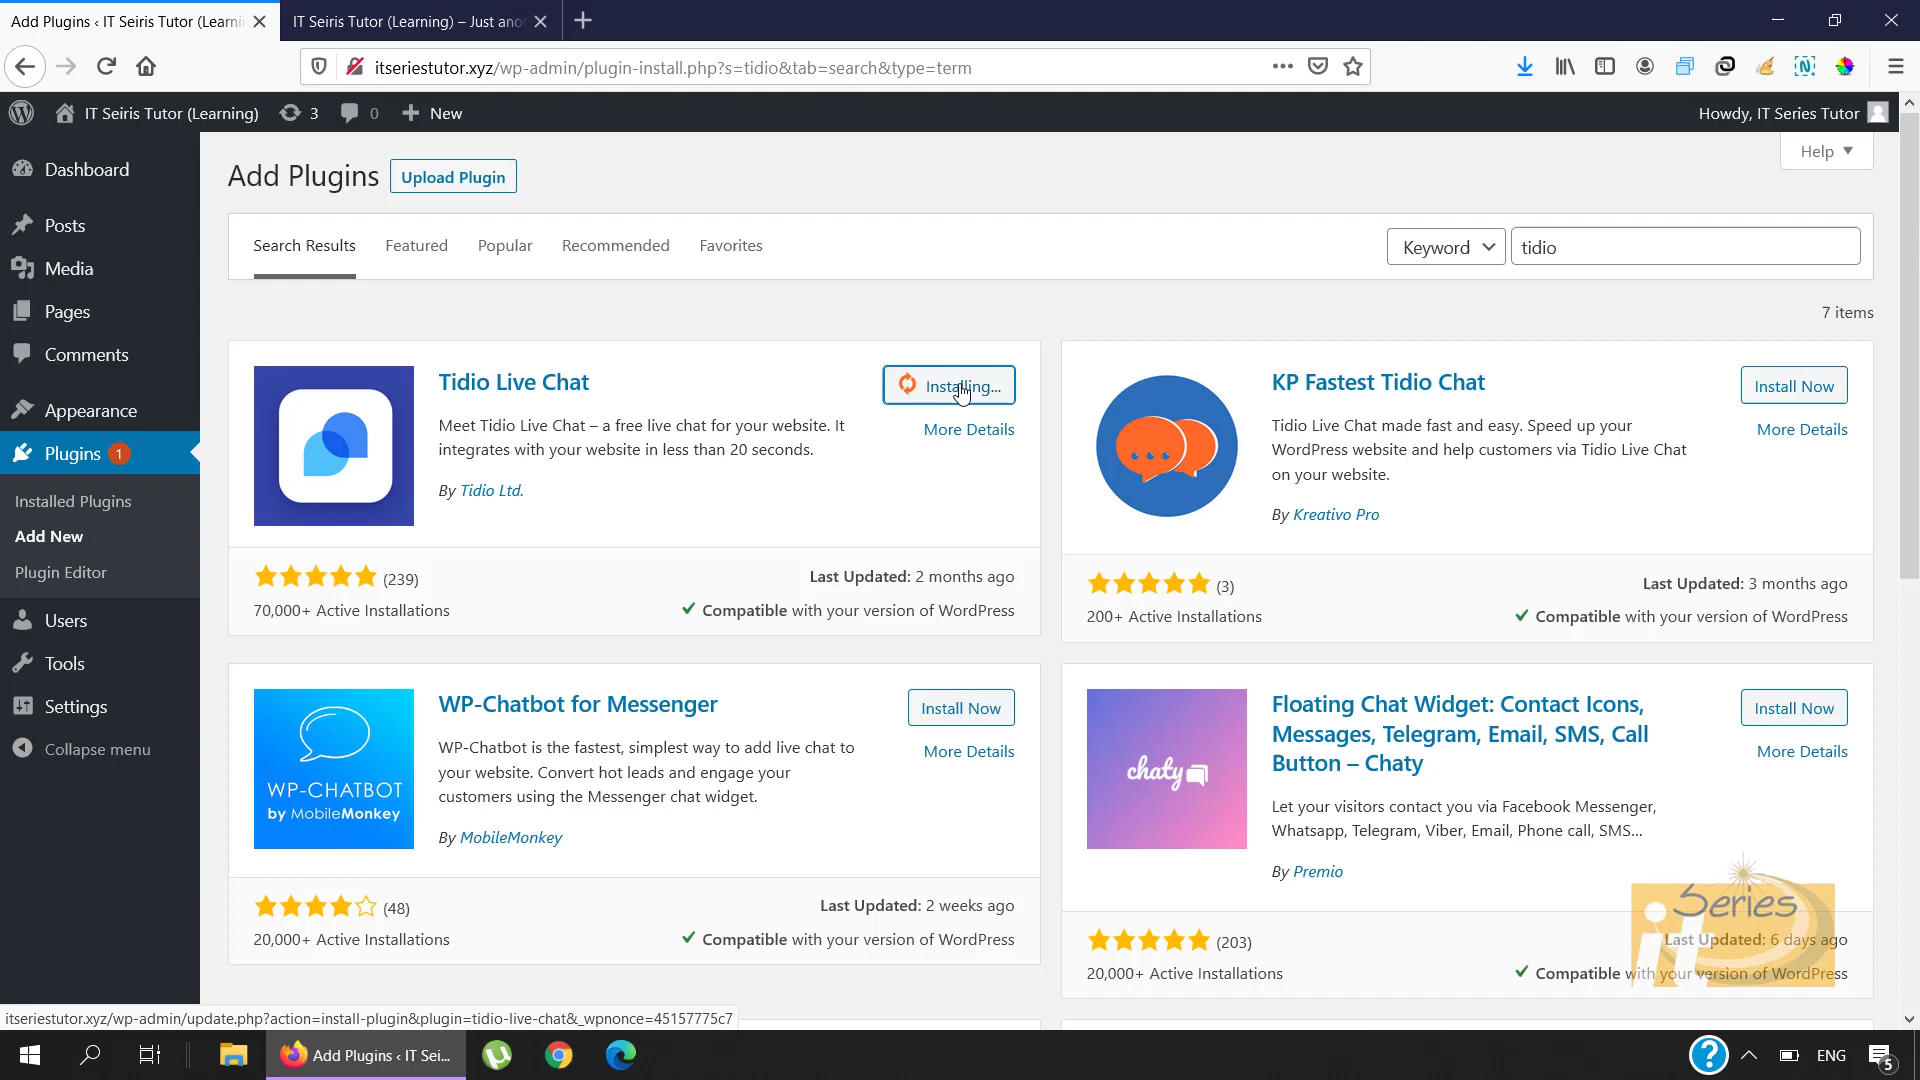 Add Plugins ‹ IT Seiris Tutor (Learni
IT Seiris Tutor (Learning) – Just ano
itseriestutor.xyz/wp-admin/plugin-install.php?s=tidio&tab=search&type=term
IT Seiris Tutor (Learning)
3
0
New
Howdy, IT Series Tutor
Dashboard
Posts
Media
Pages
Comments
Appearance
Plugins 1
Installed Plugins
Add New
Plugin Editor
Users
Tools
Settings
Collapse menu
Add Plugins
Upload Plugin
Help
Search Results
Featured
Popular
Recommended
Favorites
Keyword
tidio
7 items
Tidio Live Chat
Installing...
More Details
Meet Tidio Live Chat – a free live chat for your website. It
integrates with your website in less than 20 seconds.
By Tidio Ltd.
(239)
Last Updated: 2 months ago
70,000+ Active Installations
Compatible with your version of WordPress
KP Fastest Tidio Chat
Install Now
More Details
Tidio Live Chat made fast and easy. Speed up your
WordPress website and help customers via Tidio Live Chat
on your website.
By Kreativo Pro
(3)
Last Updated: 3 months ago
200+ Active Installations
Compatible with your version of WordPress
WP-CHATBOT
by MobileMonkey
WP-Chatbot for Messenger
Install Now
More Details
WP-Chatbot is the fastest, simplest way to add live chat to
your website. Convert hot leads and engage your
customers using the Messenger chat widget.
By MobileMonkey
(48)
Last Updated: 2 weeks ago
20,000+ Active Installations
Compatible with your version of WordPress
chaty
Floating Chat Widget: Contact Icons,
Messages, Telegram, Email, SMS, Call
Button – Chaty
Install Now
More Details
Let your visitors contact you via Facebook Messenger,
Whatsapp, Telegram, Viber, Email, Phone call, SMS...
By Premio
(203)
Last Updated: 6 days ago
20,000+ Active Installations
Compatible with your version of WordPress
it Series
itseriestutor.xyz/wp-admin/update.php?action=install-plugin&plugin=tidio-live-chat&_wpnonce=45157775c7
Add Plugins ‹ IT Sei...
ENG
5